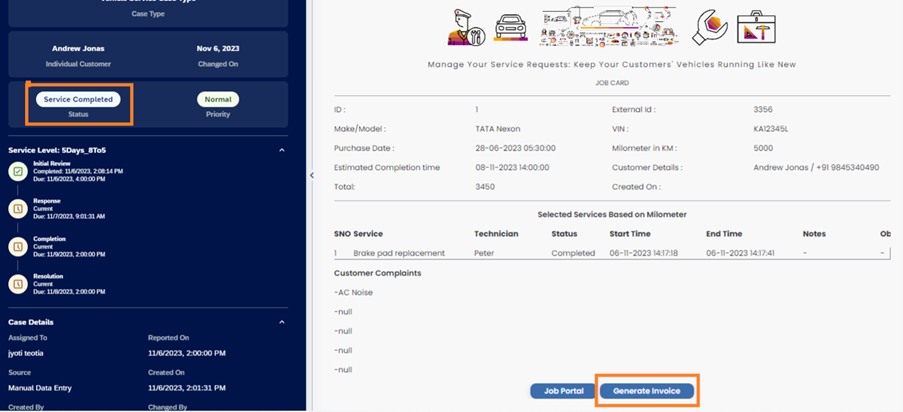 Vehicle Service Case Type
Case Type
Andrew Jonas
Individual Customer
Nov 6, 2023
Changed On
Service Completed
Status
Normal
Priority
Service Level: 5Days_8To5
Initial Review
Completed: 11/6/2023, 2:08:14 PM
Due: 11/6/2023, 4:00:00 PM
Response
Current
Due: 11/7/2023, 9:01:31 AM
Completion
Current
Due: 11/9/2023, 2:00:00 PM
Resolution
Current
Due: 11/8/2023, 2:00:00 PM
Case Details
Assigned To
jyoti teotia
Reported On
11/6/2023, 2:00:00 PM
Source
Manual Data Entry
Created On
11/6/2023, 2:01:31 PM
Created By
Changed By
Manage Your Service Requests: Keep Your Customers' Vehicles Running Like New
JOB CARD
ID : 1 External Id : 3356
Make/Model : TATA Nexon VIN : KA12345L
Purchase Date : 28-06-2023 05:30:00 Milometer in KM : 5000
Estimated Completion time 08-11-2023 14:00:00 Customer Details : Andrew Jonas / +91 9845340490
Total: 3450 Created On :
Selected Services Based on Milometer
SNO Service Technician Status Start Time End Time Notes Ob
1 Brake pad replacement Peter Completed 06-11-2023 14:17:18 06-11-2023 14:17:41 - -
Customer Complaints
-AC Noise
-null
-null
-null
-null
Job Portal Generate Invoice